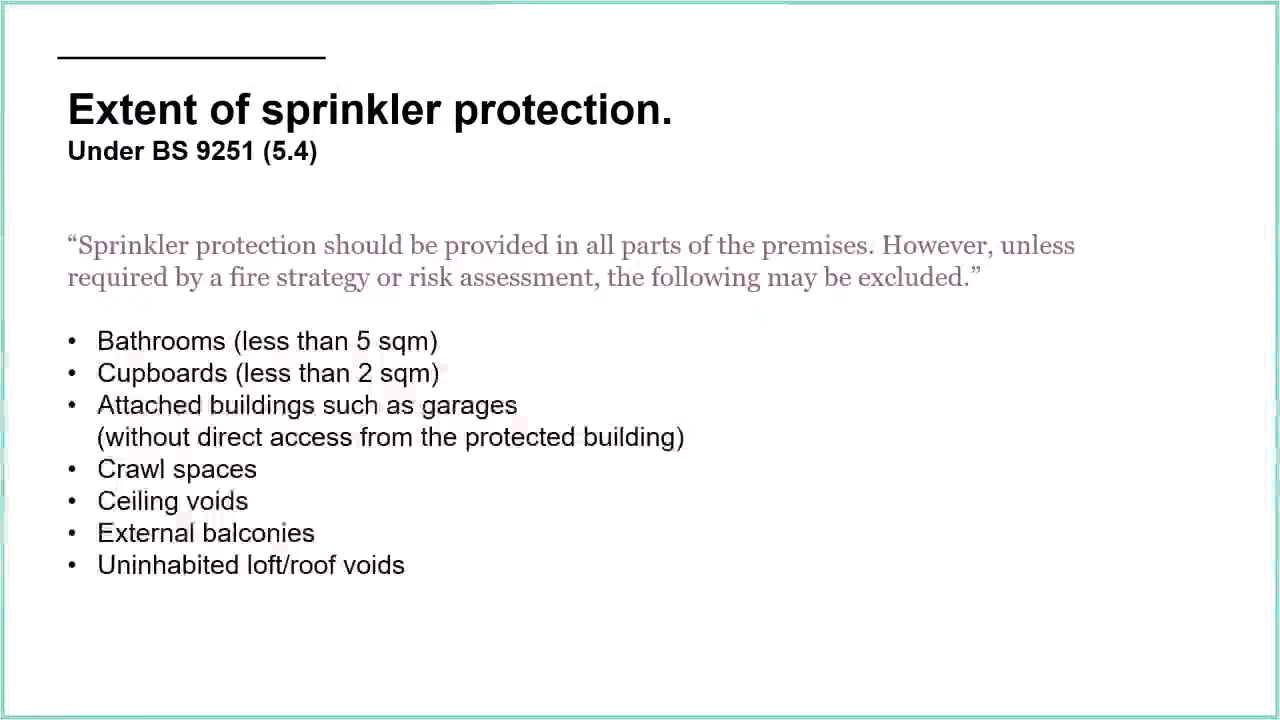 Extent of sprinkler protection.
Under BS 9251 (5.4)
“Sprinkler protection should be provided in all parts of the premises. However, unless
required by a fire strategy or risk assessment, the following may be excluded.”
• Bathrooms (less than 5 sqm)
• Cupboards (less than 2 sqm)
• Attached buildings such as garages
(without direct access from the protected building)
• Crawl spaces
• Ceiling voids
• External balconies
• Uninhabited loft/roof voids